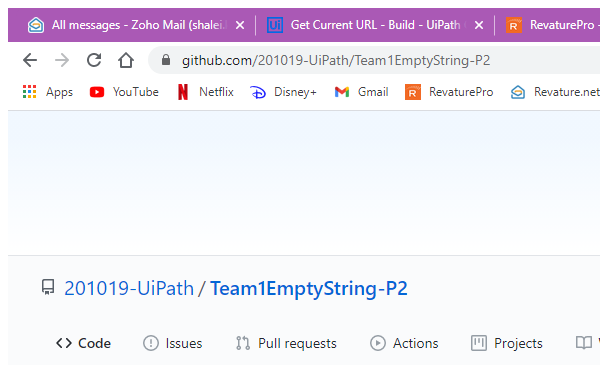 All messages - Zoho Mail (shalei.
Get Current URL - Build - UiPath
RevaturePro -
github.com/201019-UiPath/Team1EmptyString-P2
Apps YouTube Netflix Disney+ Gmail RevaturePro Revature.net
201019-UiPath / Team1EmptyString-P2
Code Issues Pull requests Actions Projects